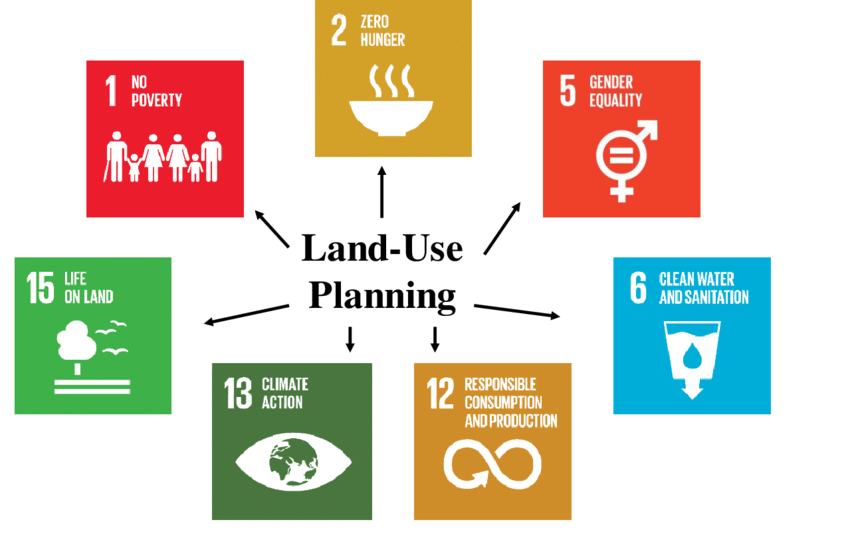 2 ZERO
HUNGER
1 NO
POVERTY
5 GENDER
EQUALITY
Land-Use
Planning
15 LIFE
ON LAND
6 CLEAN WATER
AND SANITATION
13 CLIMATE
ACTION
12 RESPONSIBLE
CONSUMPTION
AND PRODUCTION